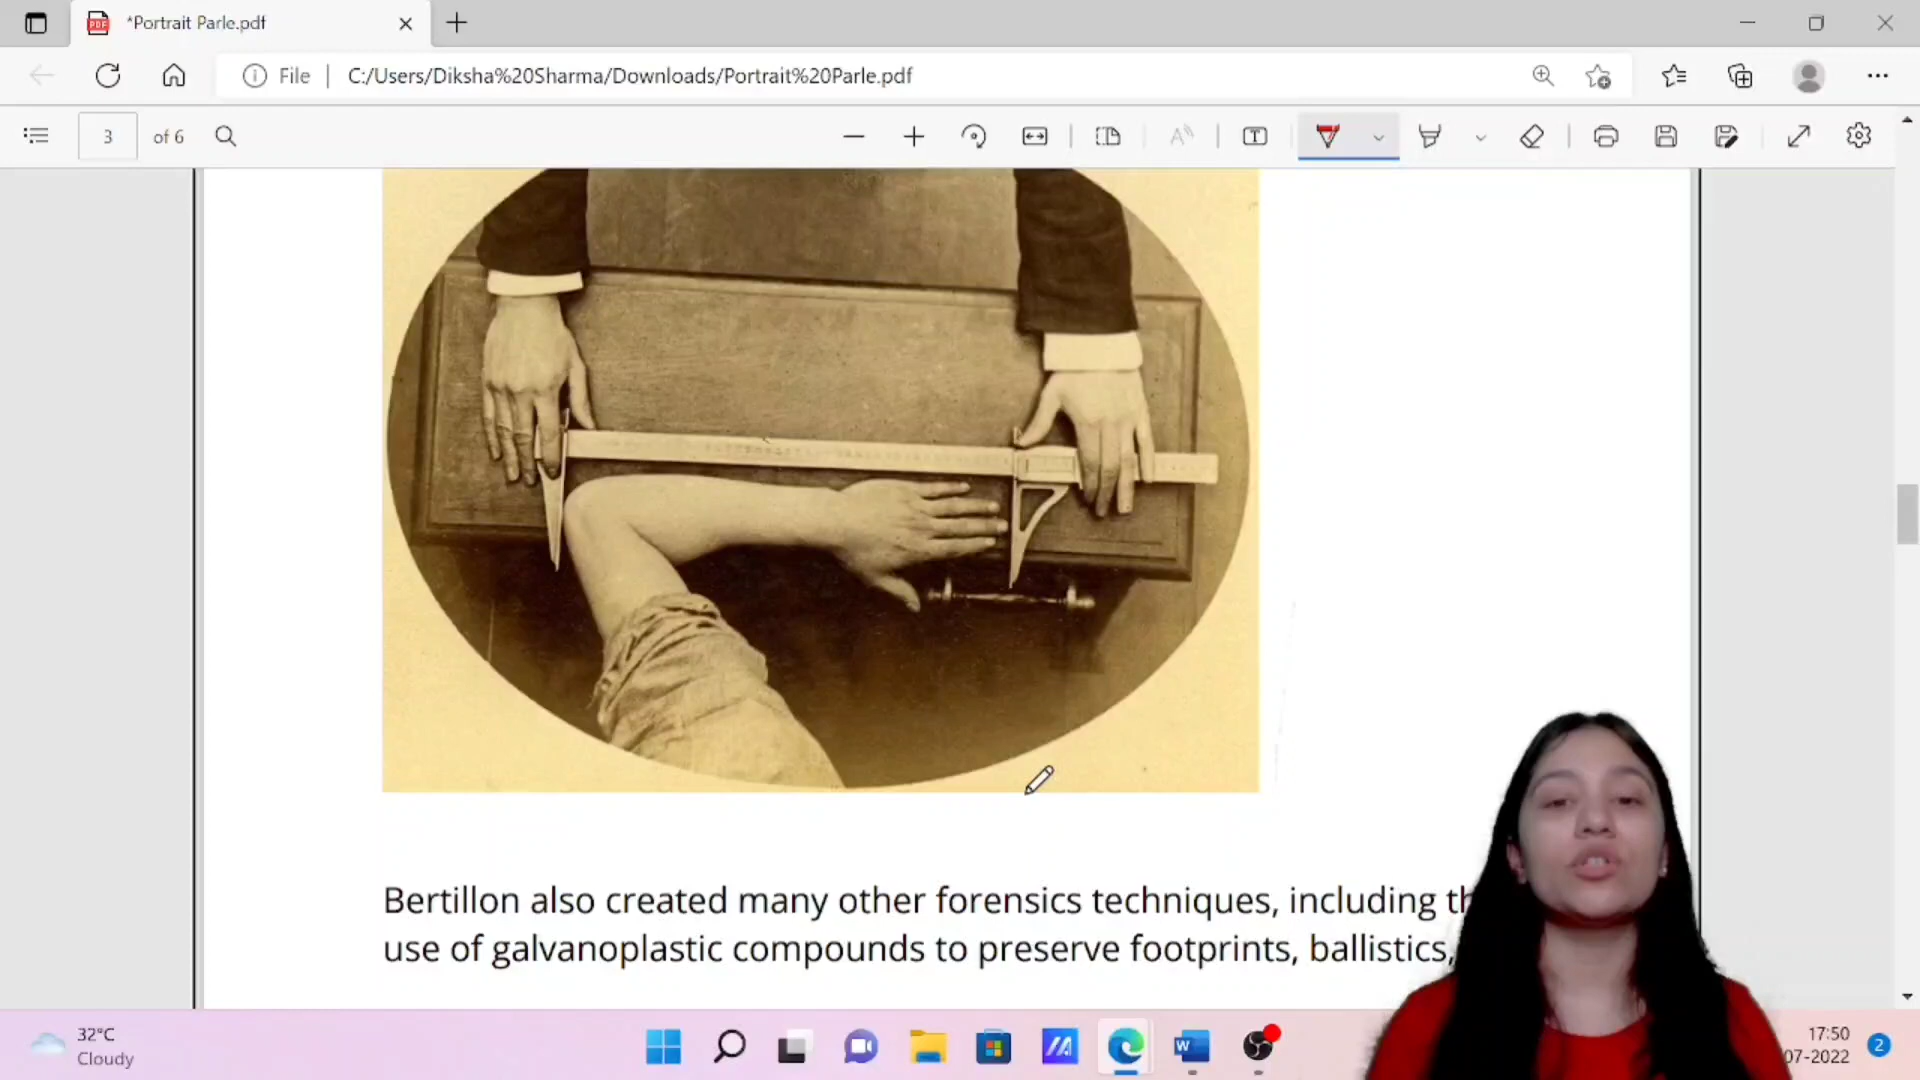 *Portrait Parle.pdf
File
C:/Users/Diksha%20Sharma/Downloads/Portrait%20Parle.pdf
3 of 6
Bertillon also created many other forensics techniques, including
use of galvanoplastic compounds to preserve footprints, ballistics,
32°C
Cloudy
17:50
07-2022
2